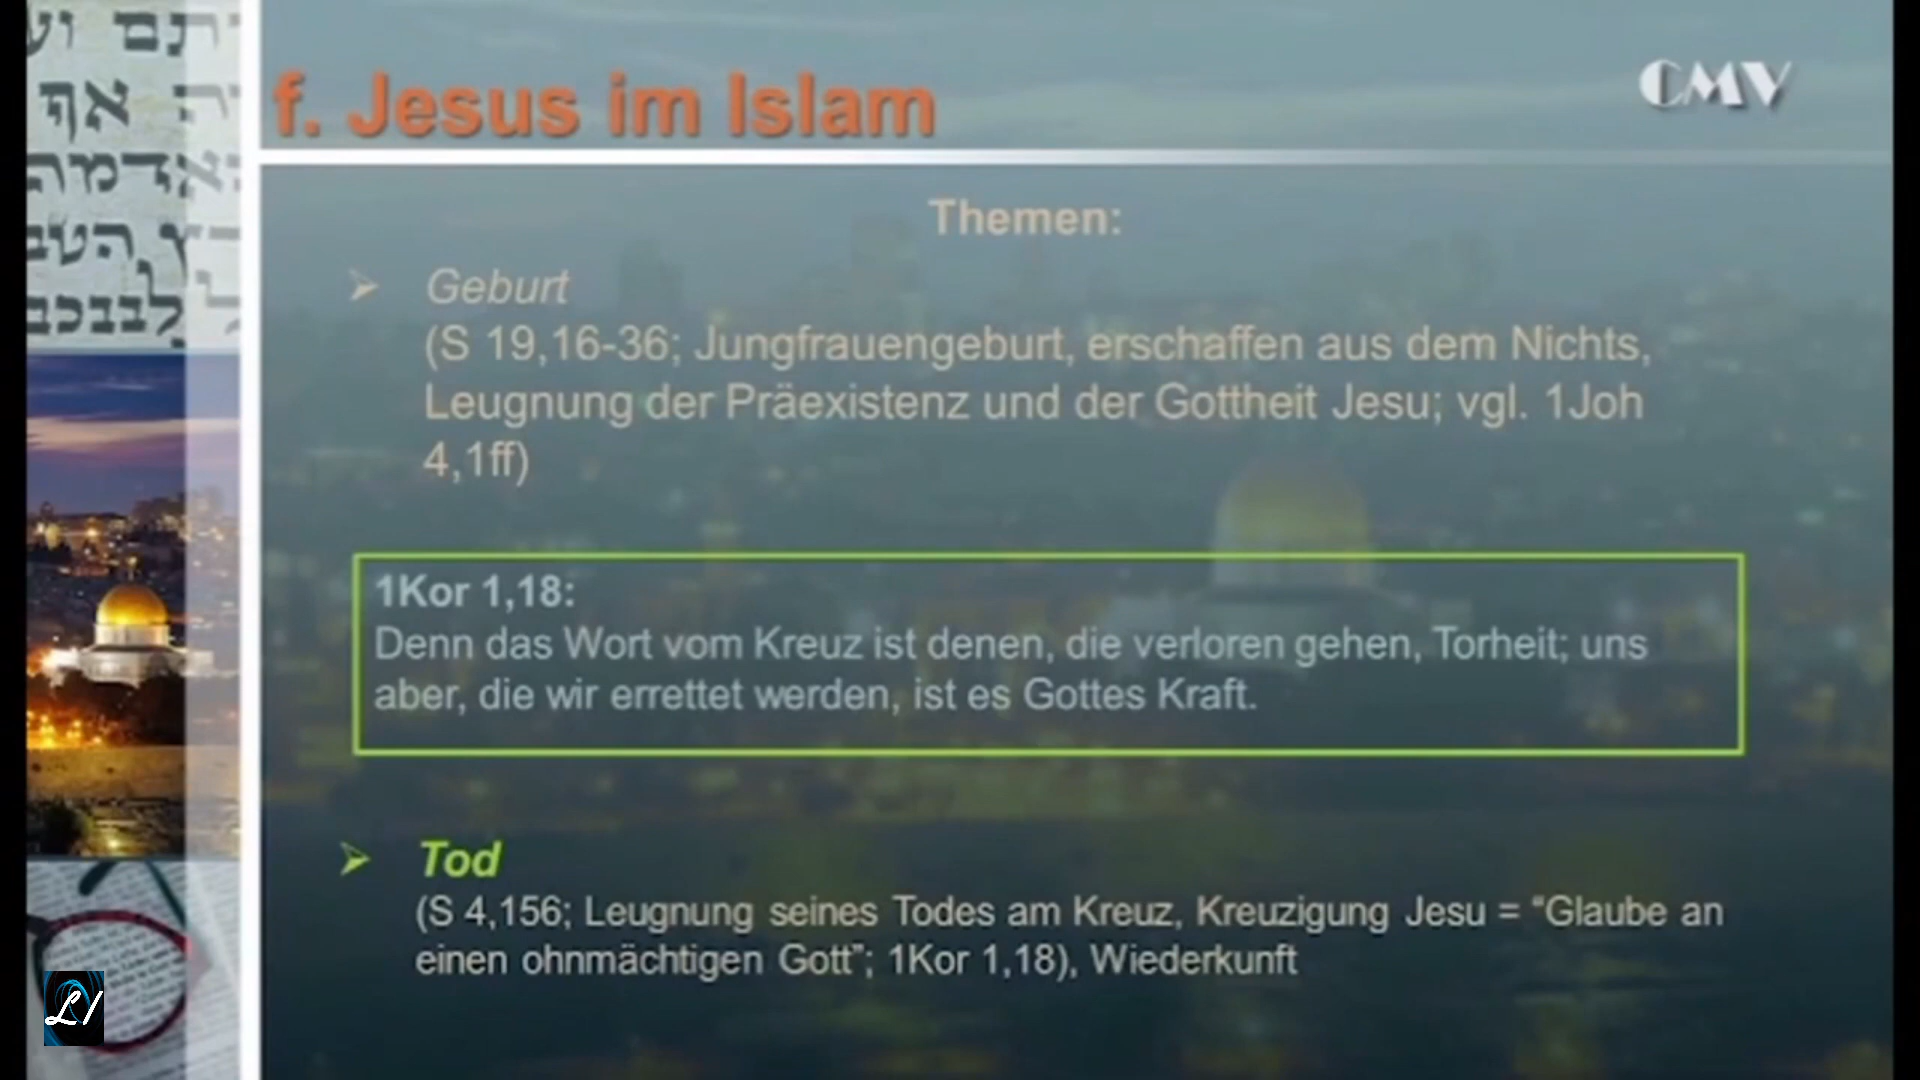 f. Jesus im Islam
CMV
Themen:
➢ Geburt
(S 19,16-36; Jungfrauengeburt, erschaffen aus dem Nichts,
Leugnung der Präexistenz und der Gottheit Jesu; vgl. 1Joh
4,1ff)
1Kor 1,18:
Denn das Wort vom Kreuz ist denen, die verloren gehen, Torheit; uns
aber, die wir errettet werden, ist es Gottes Kraft.
➢ Tod
(S 4,156; Leugnung seines Todes am Kreuz, Kreuzigung Jesu = “Glaube an
einen ohnmächtigen Gott”; 1Kor 1,18), Wiederkunft